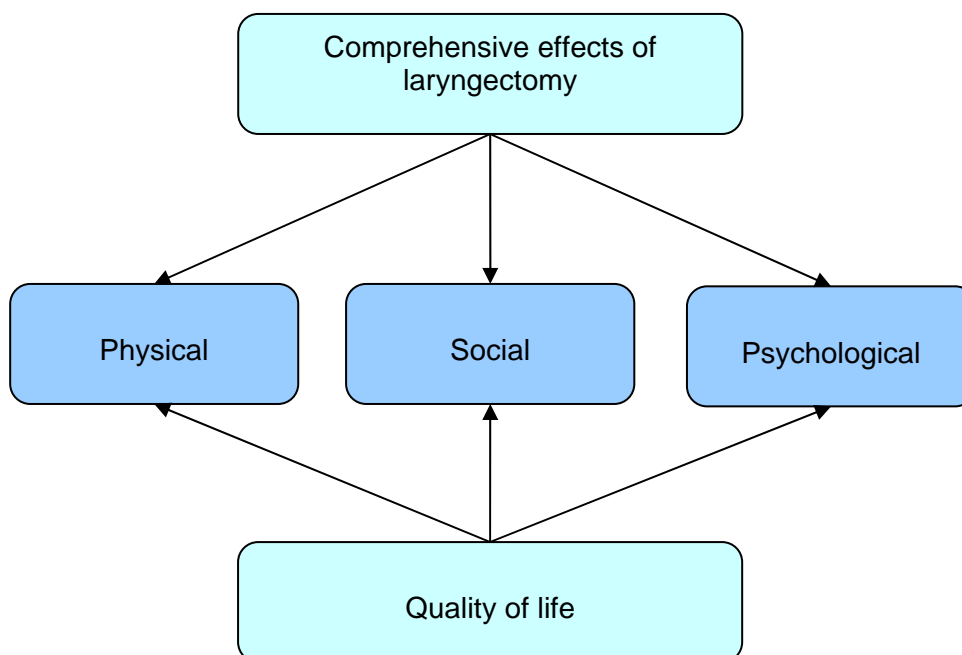 Comprehensive effects of
laryngectomy
Physical
Social
Psychological
Quality of life